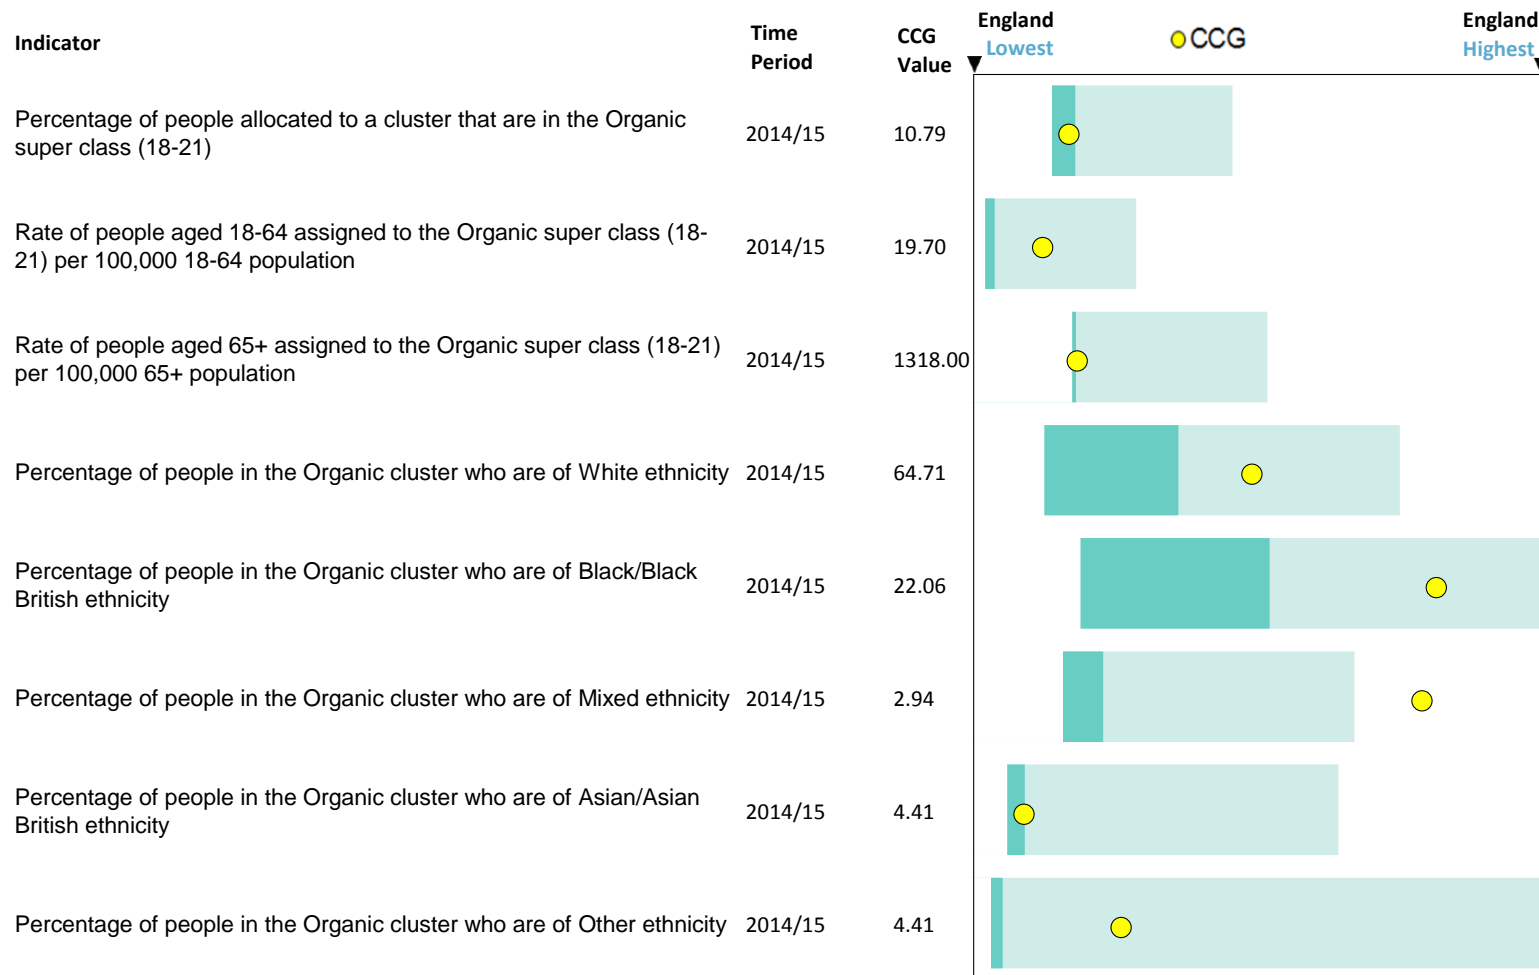 Indicator
Time
Period
CCG
Value
England
Lowest
CCG
England
Highest
Percentage of people allocated to a cluster that are in the Organic
super class (18-21)
2014/15
10.79
Rate of people aged 18-64 assigned to the Organic super class (18-
21) per 100,000 18-64 population
2014/15
19.70
Rate of people aged 65+ assigned to the Organic super class (18-21)
per 100,000 65+ population
2014/15
1318.00
Percentage of people in the Organic cluster who are of White ethnicity
2014/15
64.71
Percentage of people in the Organic cluster who are of Black/Black
British ethnicity
2014/15
22.06
Percentage of people in the Organic cluster who are of Mixed ethnicity
2014/15
2.94
Percentage of people in the Organic cluster who are of Asian/Asian
British ethnicity
2014/15
4.41
Percentage of people in the Organic cluster who are of Other ethnicity
2014/15
4.41